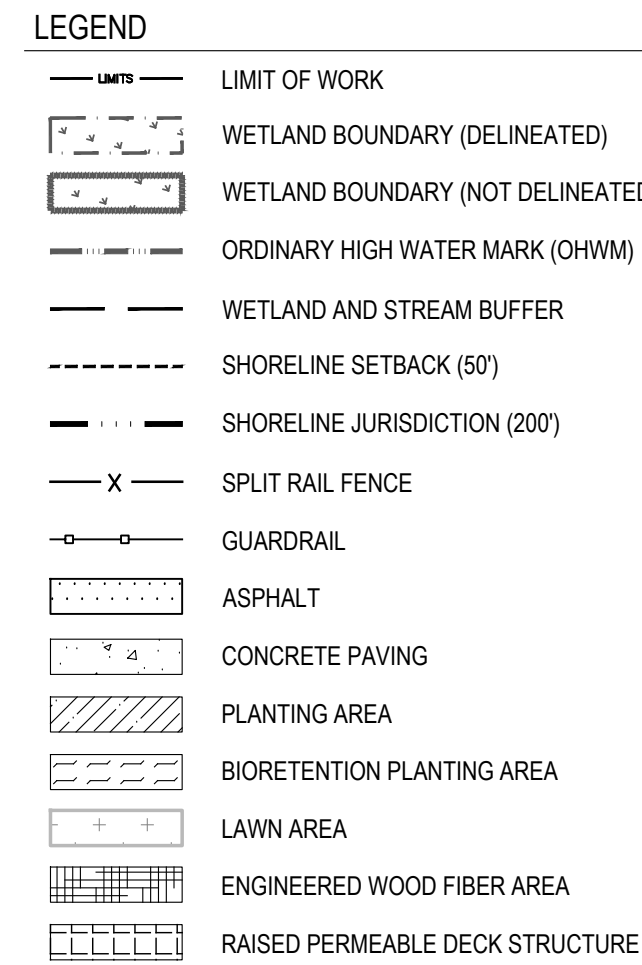 LEGEND
LIMITS LIMIT OF WORK
WETLAND BOUNDARY (DELINEATED)
WETLAND BOUNDARY (NOT DELINEATED
ORDINARY HIGH WATER MARK (OHWM)
WETLAND AND STREAM BUFFER
SHORELINE SETBACK (50')
SHORELINE JURISDICTION (200')
X SPLIT RAIL FENCE
GUARDRAIL
ASPHALT
CONCRETE PAVING
PLANTING AREA
BIORETENTION PLANTING AREA
LAWN AREA
ENGINEERED WOOD FIBER AREA
RAISED PERMEABLE DECK STRUCTURE